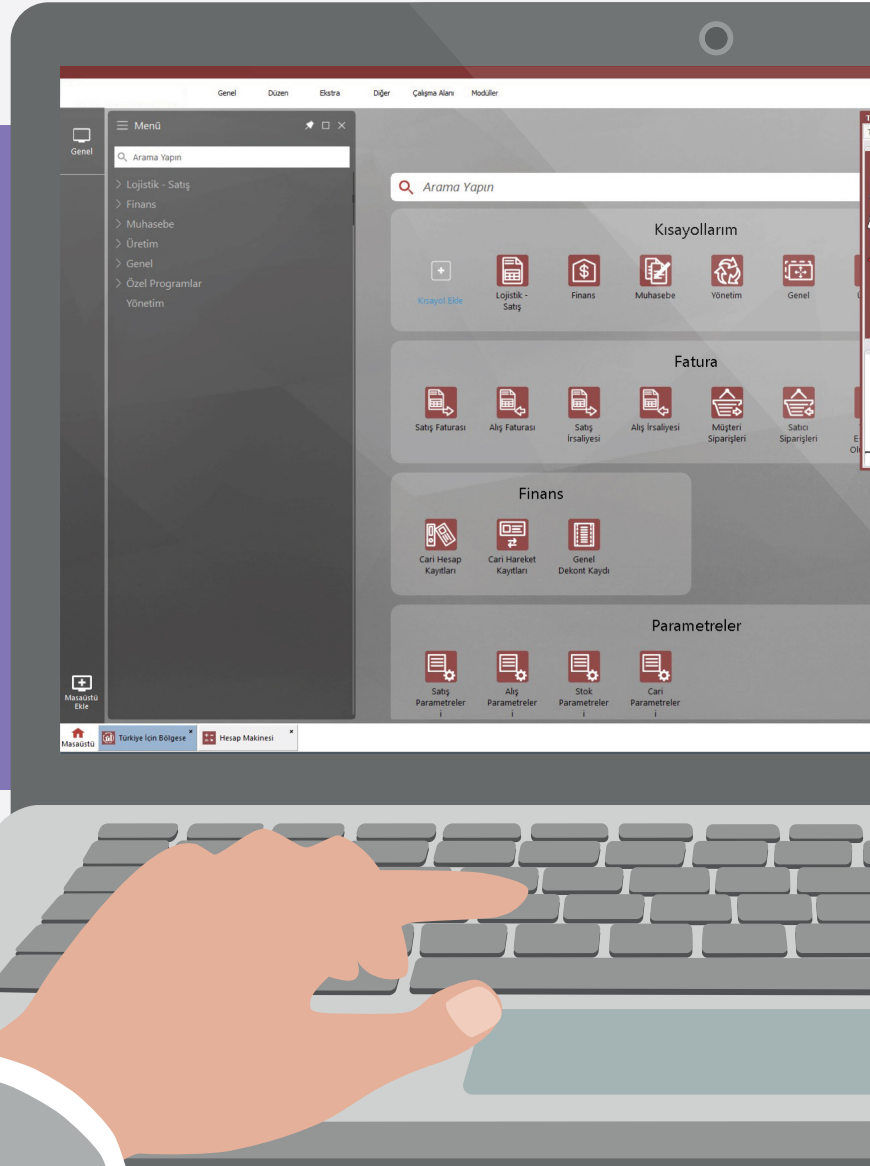 Genel Düzen Ekstra Diğer Çalışma Alanı Modüller
Genel
Menü
Arama Yapın
Lojistik - Satış
Finans
Muhasebe
Üretim
Genel
Özel Programlar
Yönetim
Masaüstü
Ekle
Arama Yapın
Kısayollarım
Kısayol Ekle
Lojistik -
Satış
Finans
Muhasebe
Yönetim
Genel
Fatura
Satış Faturası
Alış Faturası
Satış
İrsaliyesi
Alış İrsaliyesi
Müşteri
Siparişleri
Satıcı
Siparişleri
Finans
Cari Hesap
Kayıtları
Cari Hareket
Kayıtları
Genel
Dekont Kaydı
Parametreler
Satış
Parametreler
i
Alış
Parametreler
i
Stok
Parametreler
i
Cari
Parametreler
i
Masaüstü
Türkiye İçin Bölgese
Hesap Makinesi